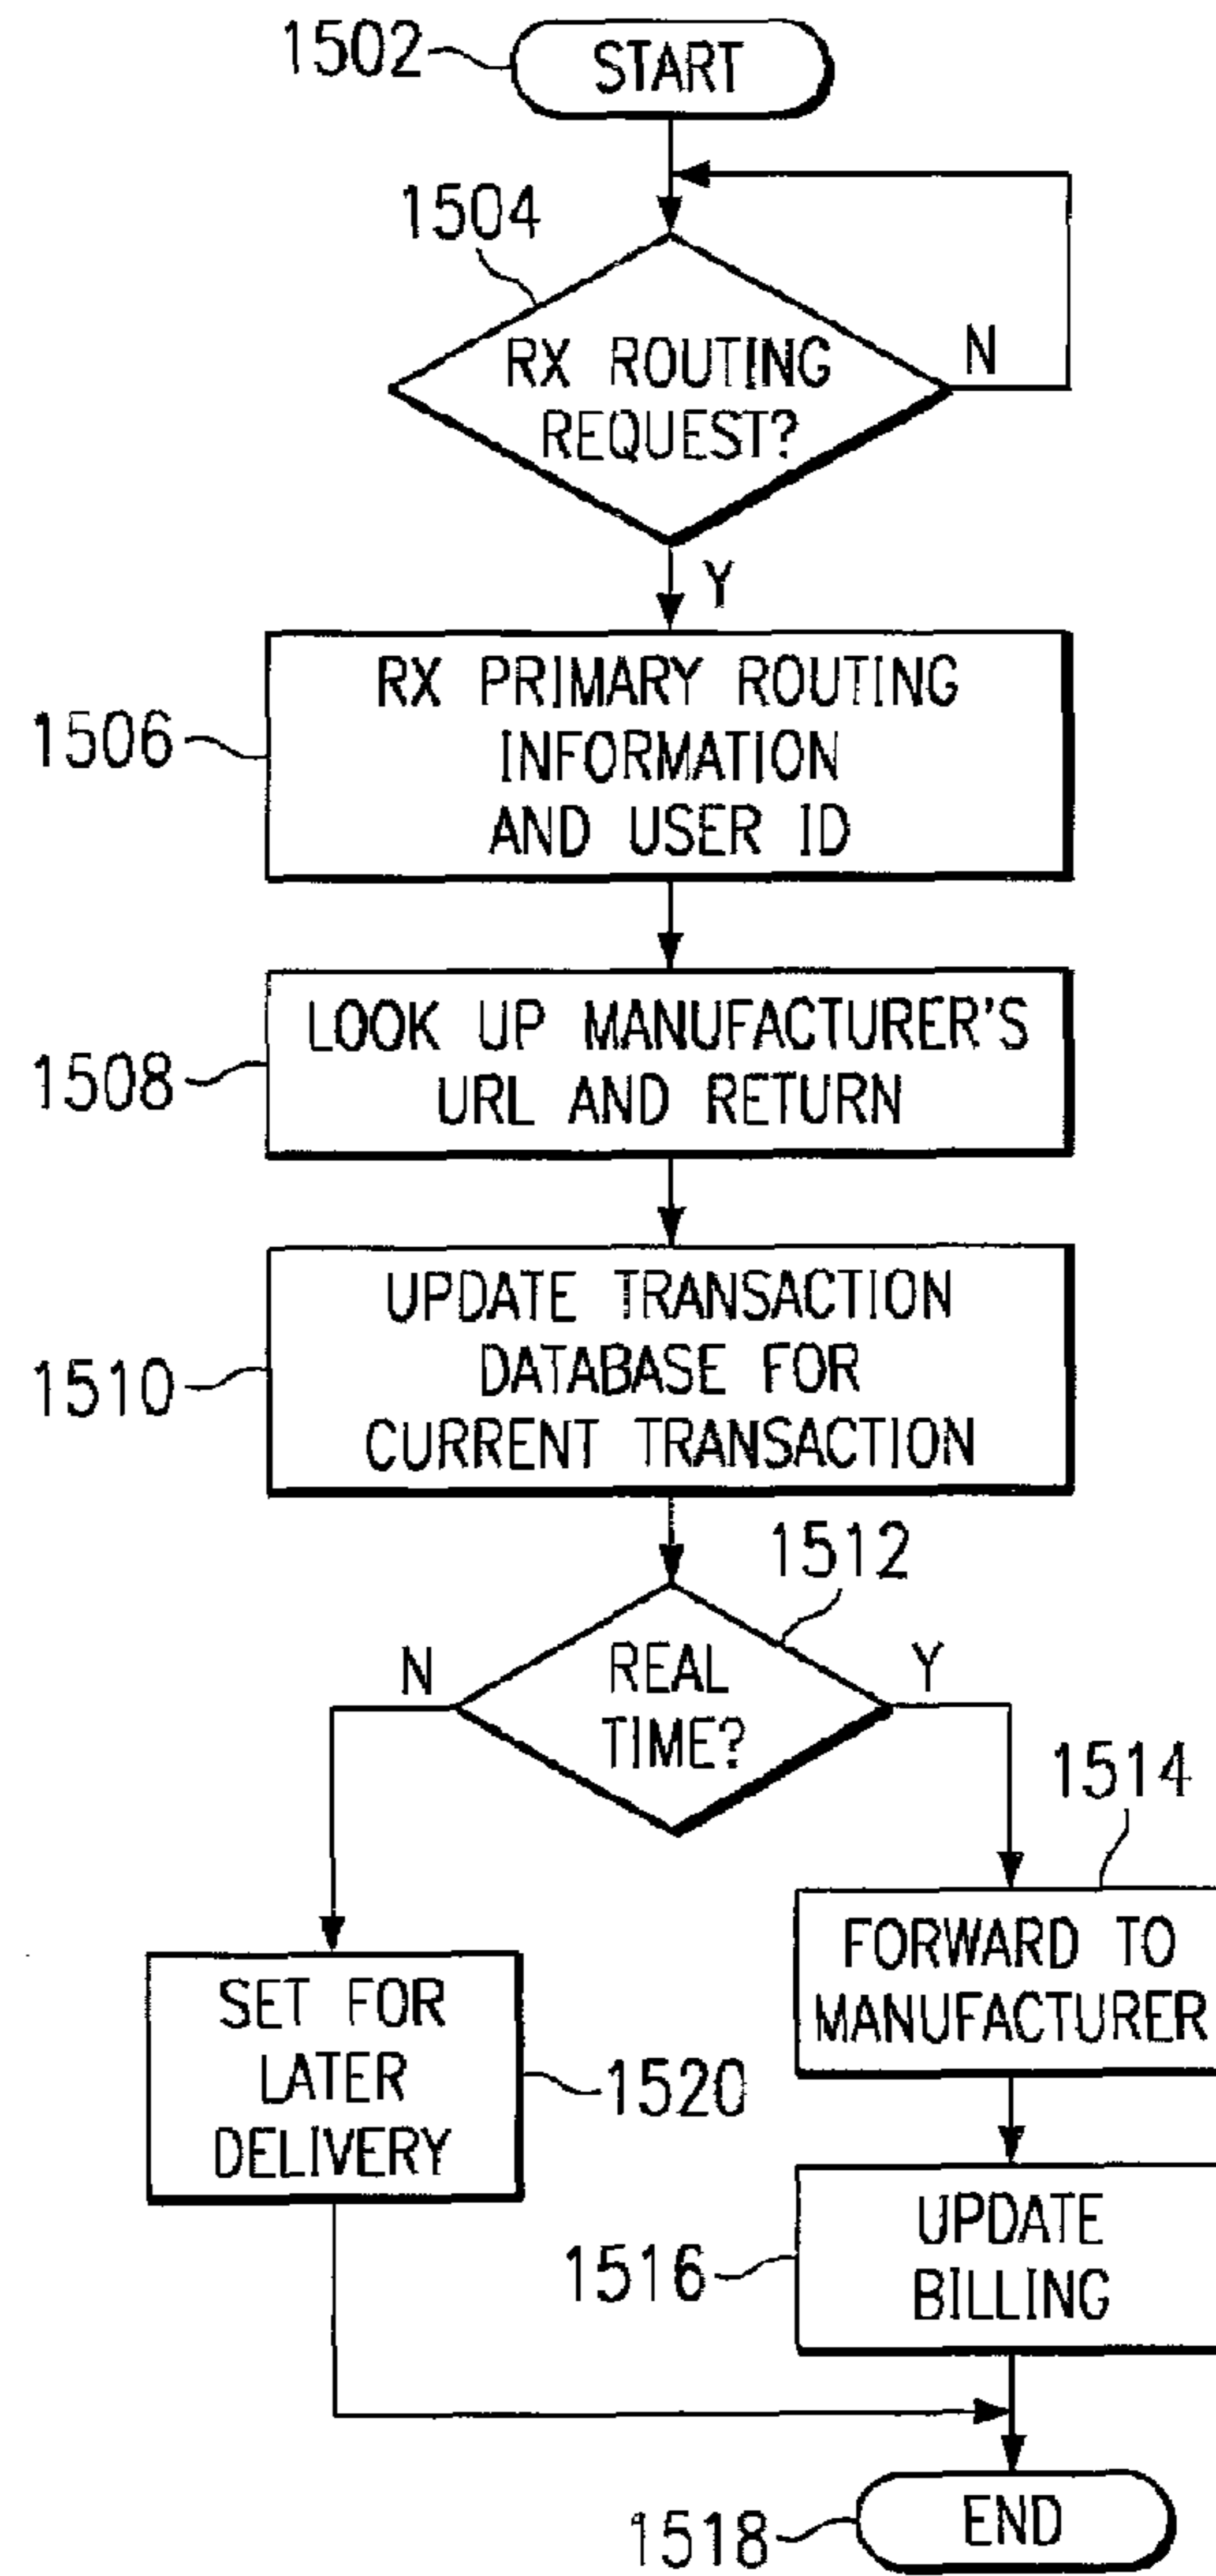 1502
START
1504
RX ROUTING
REQUEST?
N
Y
RX PRIMARY ROUTING
INFORMATION
AND USER ID
1506
LOOK UP MANUFACTURER'S
URL AND RETURN
1508
UPDATE TRANSACTION
DATABASE FOR
CURRENT TRANSACTION
1510
1512
REAL
TIME?
N
Y
1514
FORWARD TO
MANUFACTURER
SET FOR
LATER
DELIVERY
1520
UPDATE
BILLING
1516
END
1518